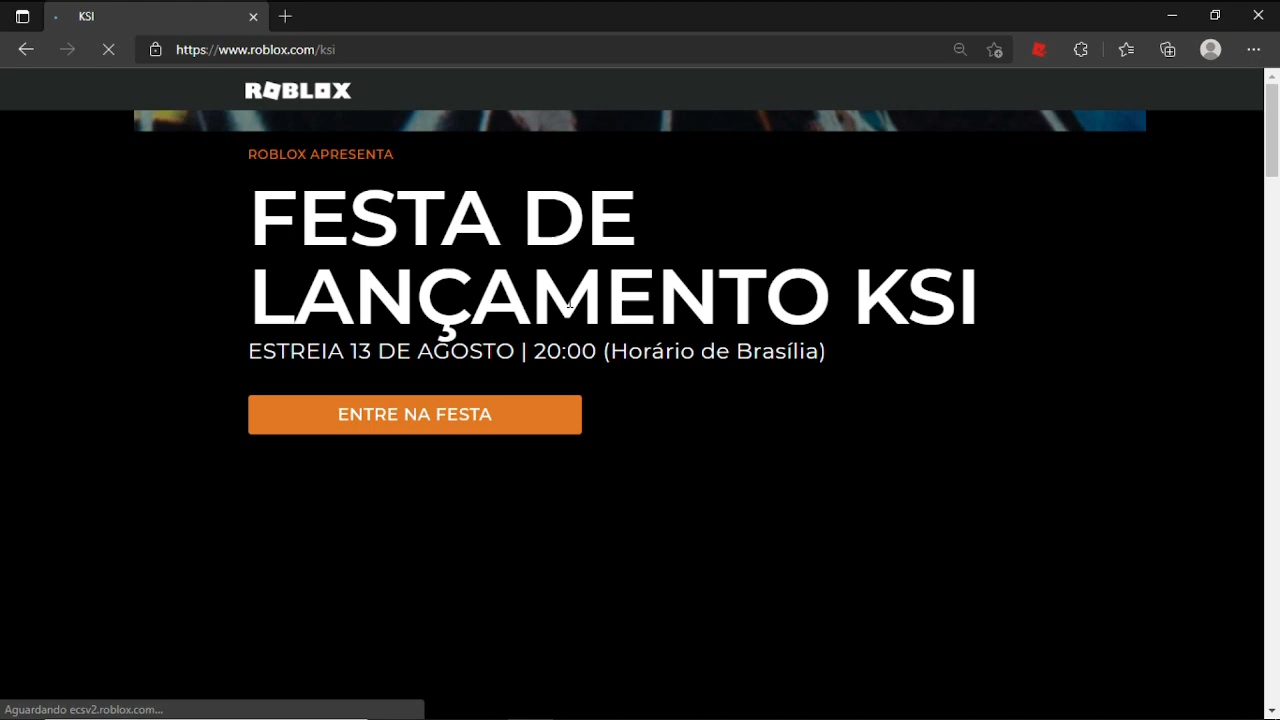 KSI
https://www.roblox.com/ksi
ROBLOX
ROBLOX APRESENTA
FESTA DE
LANÇAMENTO KSI
ESTREIA 13 DE AGOSTO | 20:00 (Horário de Brasília)
ENTRE NA FESTA
Aguardando ecsv2.roblox.com...